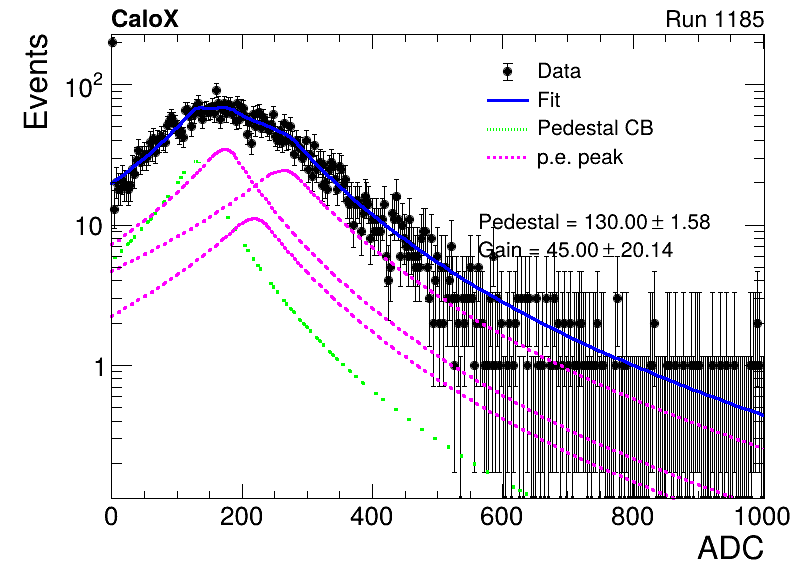 CaloX Run 1185
Events
Data
Fit
Pedestal CB
p.e. peak
Pedestal = 130.00 ± 1.58
Gain = 45.00 ± 20.14
10²
10
1
0 200 400 600 800 1000
ADC